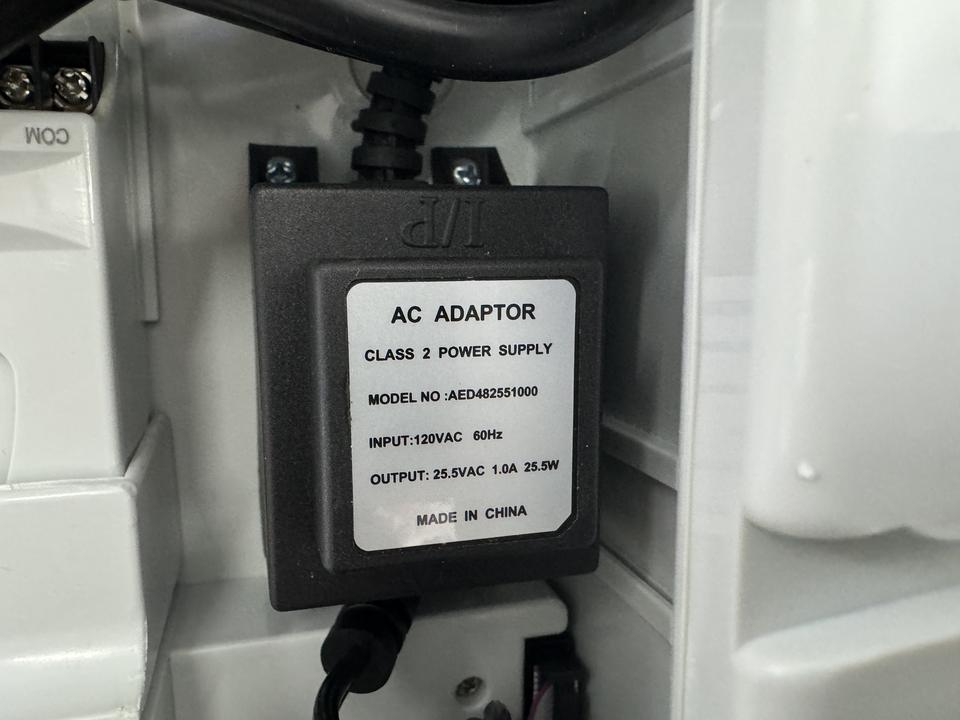 COM
I/P
AC ADAPTOR
CLASS 2 POWER SUPPLY
MODEL NO :AED482551000
INPUT:120VAC 60Hz
OUTPUT: 25.5VAC 1.0A 25.5W
MADE IN CHINA